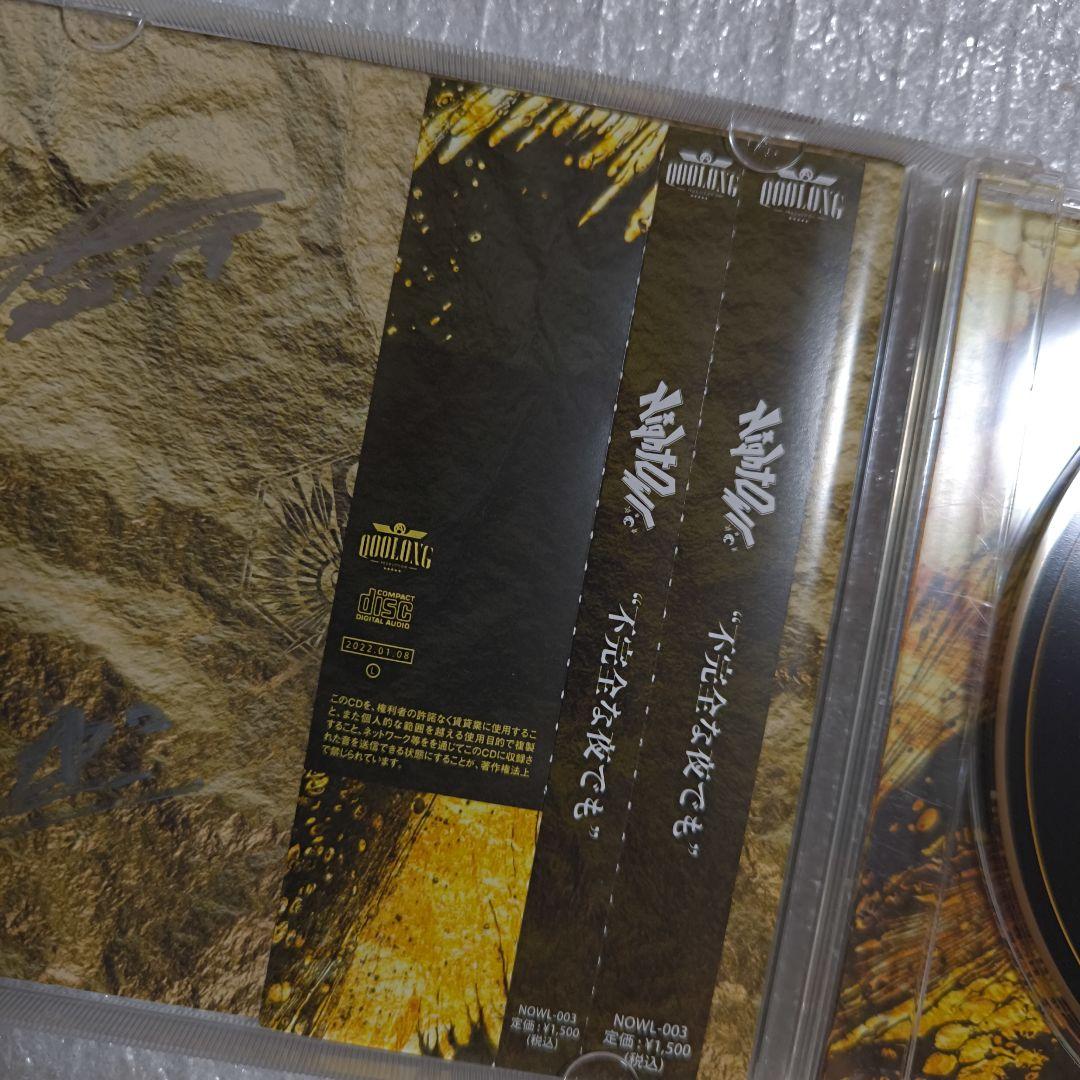 QOOLONG
COMPACT
disc
DIGITAL AUDIO
2022.01.08
L
このCDを、権利者の許諾なく賃貸業に使用するこ
と、また個人的な範囲を越える使用目的で複製
すること、ネットワーク等をを通じてこのCDに収録さ
れた音を送信できる状態にすることが、著作権法上
で禁じられています。
QOOLONG
NightOwl
“不完全な夜でも”
NOWL-003
定価:¥1,500
(税込)
QOOLONG
NightOwl
“不完全な夜でも”
NOWL-003
定価:¥1,500
(税込)